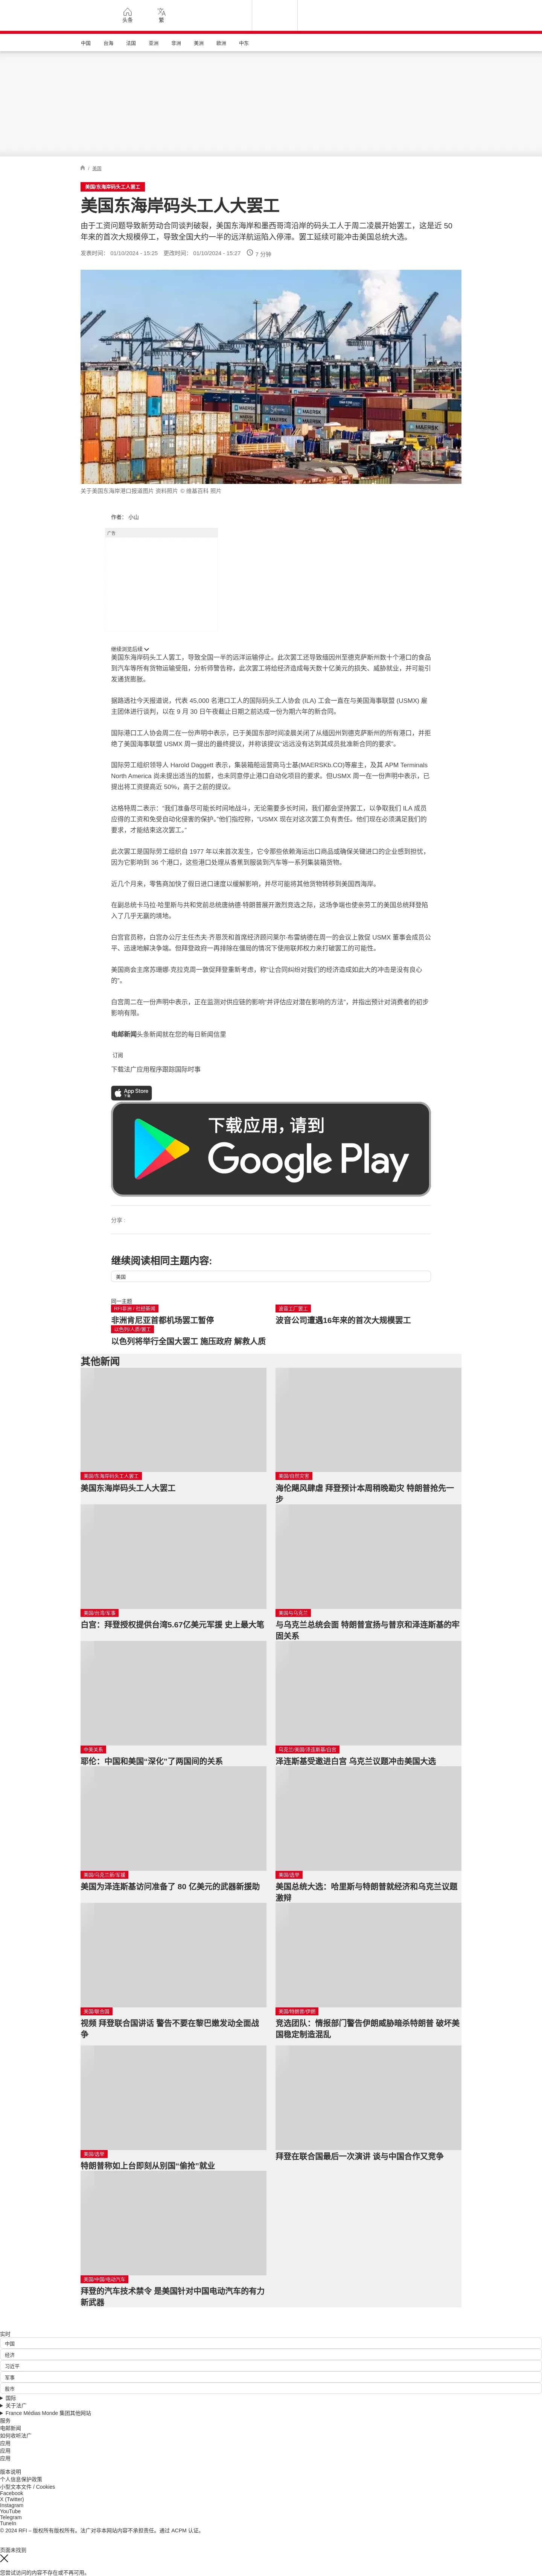 头条
繁
中国
台海
法国
亚洲
非洲
美洲
欧洲
中东
/ 美国
美国/东海岸码头工人罢工
美国东海岸码头工人大罢工
由于工资问题导致新劳动合同谈判破裂，美国东海岸和墨西哥湾沿岸的码头工人于周二凌晨开始罢工，这是近 50
年来的首次大规模停工，导致全国大约一半的远洋航运陷入停滞。罢工延续可能冲击美国总统大选。
发表时间： 01/10/2024 - 15:25 更改时间： 01/10/2024 - 15:27 7 分钟
关于美国东海岸港口报道图片 资料照片 © 维基百科 照片
作者： 小山
广告
继续浏览后续
美国东海岸码头工人罢工，导致全国一半的远洋运输停止。此次罢工还导致缅因州至德克萨斯州数十个港口的食品
到汽车等所有货物运输受阻，分析师警告称，此次罢工将给经济造成每天数十亿美元的损失、威胁就业，并可能引
发通货膨胀。
据路透社今天报道说，代表 45,000 名港口工人的国际码头工人协会 (ILA) 工会一直在与美国海事联盟 (USMX) 雇
主团体进行谈判，以在 9 月 30 日午夜截止日期之前达成一份为期六年的新合同。
国际港口工人协会周二在一份声明中表示，已于美国东部时间凌晨关闭了从缅因州到德克萨斯州的所有港口，并拒
绝了美国海事联盟 USMX 周一提出的最终提议，并称该提议“远远没有达到其成员批准新合同的要求”。
国际劳工组织领导人 Harold Daggett 表示，集装箱船运营商马士基(MAERSKb.CO)等雇主，及其 APM Terminals
North America 尚未提出适当的加薪，也未同意停止港口自动化项目的要求。但USMX 周一在一份声明中表示，已
提出将工资提高近 50%，高于之前的提议。
达格特周二表示：“我们准备尽可能长时间地战斗，无论需要多长时间，我们都会坚持罢工，以争取我们 ILA 成员
应得的工资和免受自动化侵害的保护。”他们指控称，“USMX 现在对这次罢工负有责任。他们现在必须满足我们的
要求，才能结束这次罢工。”
此次罢工是国际劳工组织自 1977 年以来首次发生，它令那些依赖海运出口商品或确保关键进口的企业感到担忧，
因为它影响到 36 个港口，这些港口处理从香蕉到服装到汽车等一系列集装箱货物。
近几个月来，零售商加快了假日进口速度以缓解影响，并尽可能将其他货物转移到美国西海岸。
在副总统卡马拉·哈里斯与共和党前总统唐纳德·特朗普展开激烈竞选之际，这场争端也使亲劳工的美国总统拜登陷
入了几乎无赢的境地。
白宫官员称，白宫办公厅主任杰夫·齐恩茨和首席经济顾问莱尔·布雷纳德在周一的会议上敦促 USMX 董事会成员公
平、迅速地解决争端。但拜登政府一再排除在僵局的情况下使用联邦权力来打破罢工的可能性。
美国商会主席苏珊娜·克拉克周一敦促拜登重新考虑，称“让合同纠纷对我们的经济造成如此大的冲击是没有良心
的”。
白宫周二在一份声明中表示，正在监测对供应链的影响“并评估应对潜在影响的方法”，并指出预计对消费者的初步
影响有限。
电邮新闻头条新闻就在您的每日新闻信里
订阅
下载法广应用程序跟踪国际时事
App Store
下载
下载应用，请到
Google Play
分享 :
继续阅读相同主题内容:
美国
同一主题
RFI非洲 / 社经新闻
非洲肯尼亚首都机场罢工暂停
波音工厂罢工
波音公司遭遇16年来的首次大规模罢工
以色列/人质/罢工
以色列将举行全国大罢工 施压政府 解救人质
其他新闻
美国/东海岸码头工人罢工
美国东海岸码头工人大罢工
美国/自然灾害
海伦飓风肆虐 拜登预计本周稍晚勘灾 特朗普抢先一
步
美国/台湾/军事
白宫：拜登授权提供台湾5.67亿美元军援 史上最大笔
美国与乌克兰
与乌克兰总统会面 特朗普宣扬与普京和泽连斯基的牢
固关系
中美关系
耶伦：中国和美国“深化”了两国间的关系
乌克兰/美国/泽连斯基/白宫
泽连斯基受邀进白宫 乌克兰议题冲击美国大选
美国/乌克兰新/军援
美国为泽连斯基访问准备了 80 亿美元的武器新援助
美国/选举
美国总统大选：哈里斯与特朗普就经济和乌克兰议题
激辩
美国/联合国
视频 拜登联合国讲话 警告不要在黎巴嫩发动全面战
争
美国/特朗普/伊朗
竞选团队：情报部门警告伊朗威胁暗杀特朗普 破坏美
国稳定制造混乱
美国/选举
特朗普称如上台即刻从别国“偷抢”就业
拜登在联合国最后一次演讲 谈与中国合作又竞争
美国/中国/电动汽车
拜登的汽车技术禁令 是美国针对中国电动汽车的有力
新武器
实时
中国
经济
习近平
军事
股市
国际
关于法广
France Médias Monde 集团其他网站
服务
电邮新闻
如何收听法广
应用
应用
应用
版本说明
个人信息保护政策
小型文本文件 / Cookies
Facebook
X (Twitter)
Instagram
YouTube
Telegram
TuneIn
© 2024 RFI – 版权所有版权所有。法广对非本网站内容不承担责任。通过 ACPM 认证。
页面未找到
您尝试访问的内容不存在或不再可用。